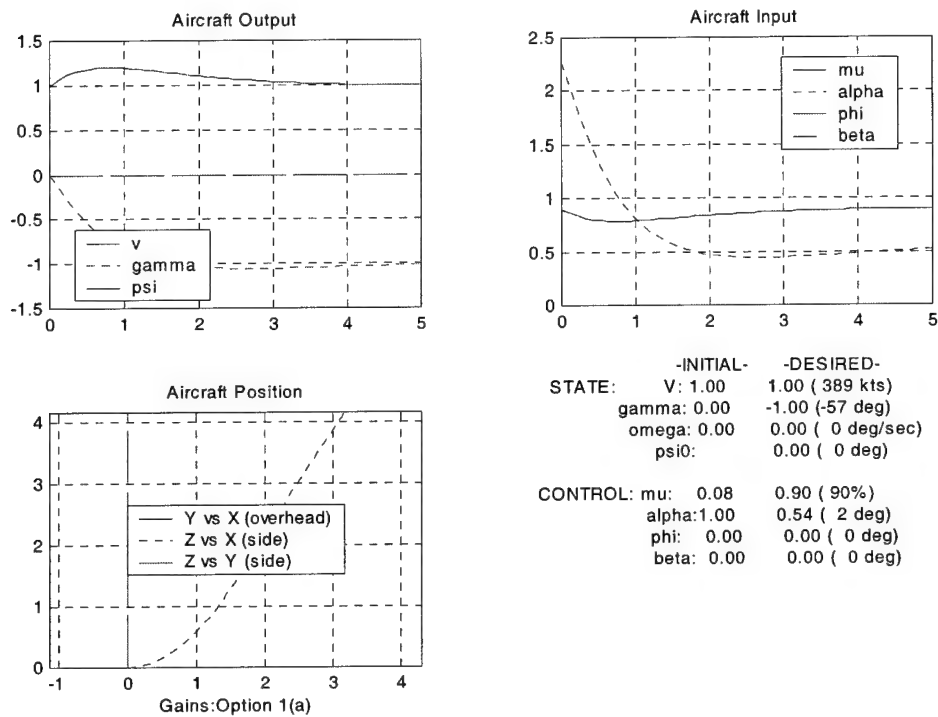 Aircraft Output
1.5
1
0.5
0
-0.5
-1
-1.5
0 1 2 3 4 5
v
gamma
psi
Aircraft Input
2.5
2
1.5
1
0.5
0
0 1 2 3 4 5
mu
alpha
phi
beta
Aircraft Position
4
3
2
1
0
-1 0 1 2 3 4
Y vs X (overhead)
Z vs X (side)
Z vs Y (side)
Gains:Option 1(a)
-INITIAL- -DESIRED-
STATE: V: 1.00 1.00 ( 389 kts)
gamma: 0.00 -1.00 (-57 deg)
omega: 0.00 0.00 ( 0 deg/sec)
psi0: 0.00 ( 0 deg)
CONTROL: mu: 0.08 0.90 ( 90%)
alpha:1.00 0.54 ( 2 deg)
phi: 0.00 0.00 ( 0 deg)
beta: 0.00 0.00 ( 0 deg)